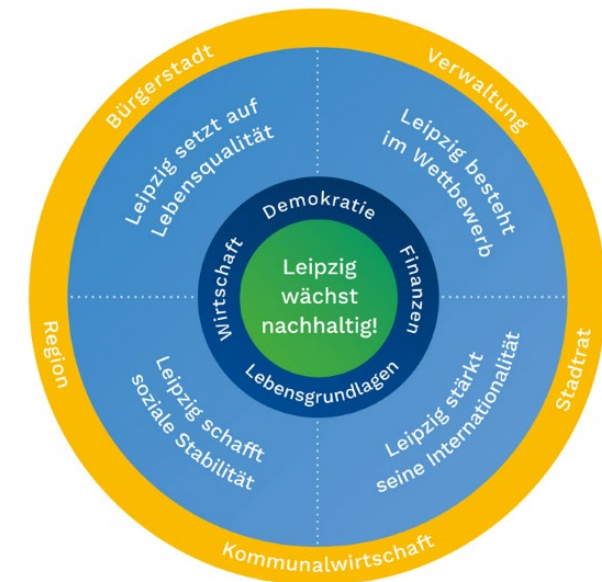 Bürgerstadt
Verwaltung
Leipzig setzt auf
Lebensqualität
Leipzig besteht
im Wettbewerb
Demokratie
Wirtschaft
Finanzen
Leipzig
wächst
nachhaltig!
Lebensgrundlagen
Region
Stadtrat
Leipzig schafft
soziale Stabilität
Leipzig stärkt
seine Internationalität
Kommunalwirtschaft